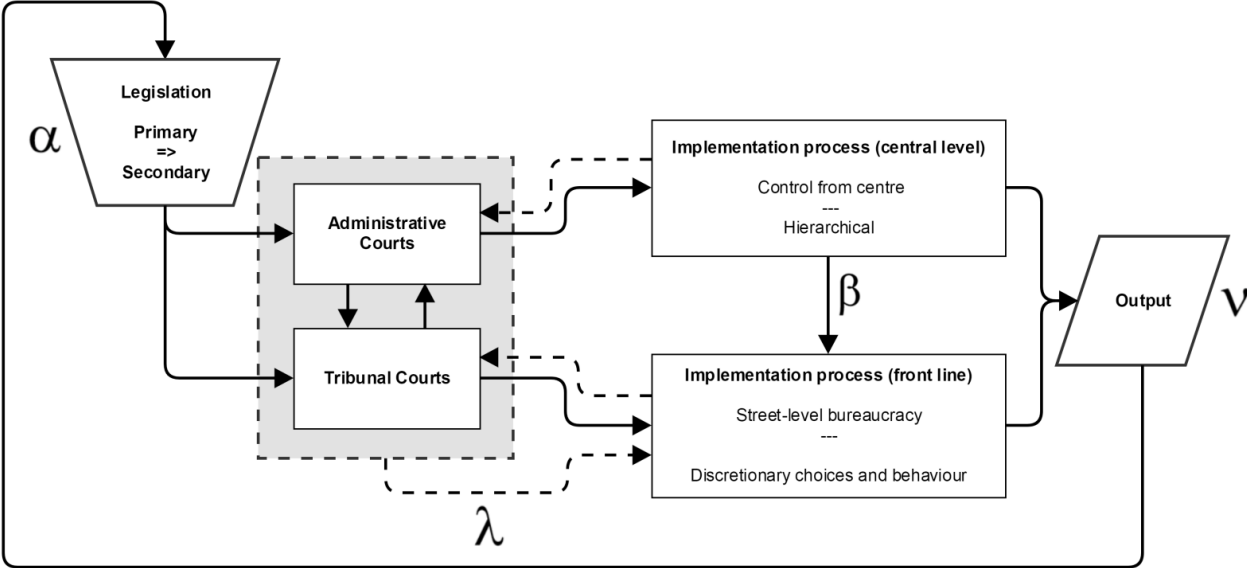 Legislation
Primary
=>
Secondary
α
Administrative
Courts
Tribunal Courts
λ
Implementation process (central level)
Control from centre
---
Hierarchical
β
Implementation process (front line)
Street-level bureaucracy
---
Discretionary choices and behaviour
Output
ν